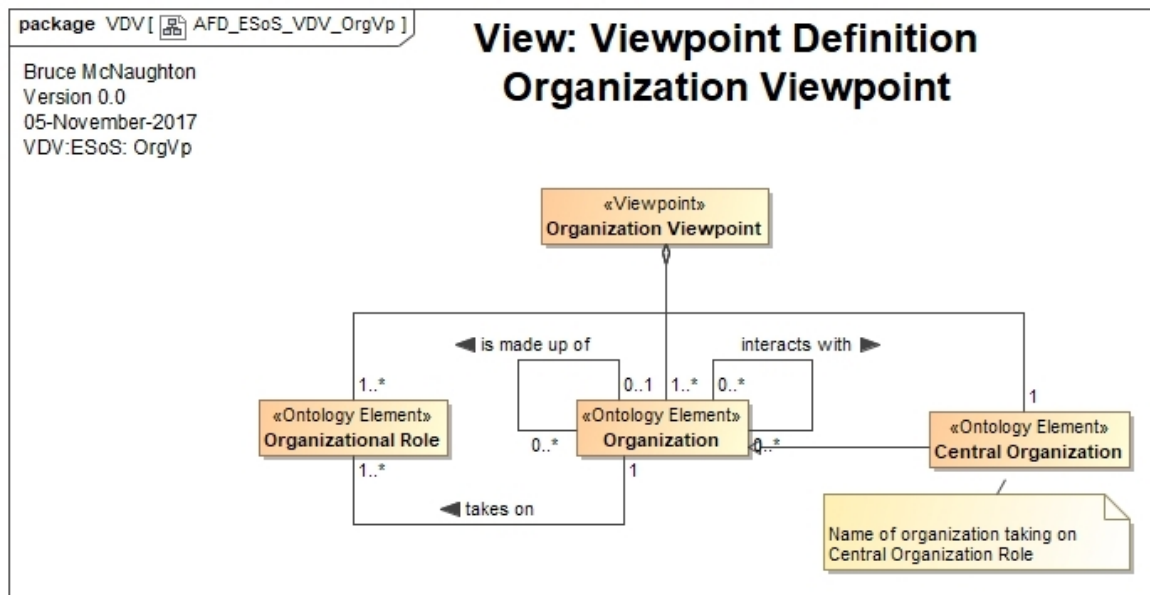 package VDV [ AFD_ESoS_VDV_OrgVp ]
View: Viewpoint Definition
Organization Viewpoint
Bruce McNaughton
Version 0.0
05-November-2017
VDV:ESoS: OrgVp
«Viewpoint»
Organization Viewpoint
is made up of
interacts with
1..*
0..1
1..*
0..*
1
«Ontology Element»
Organizational Role
«Ontology Element»
Organization
«Ontology Element»
Central Organization
0..*
0..*
1..*
1
takes on
Name of organization taking on
Central Organization Role